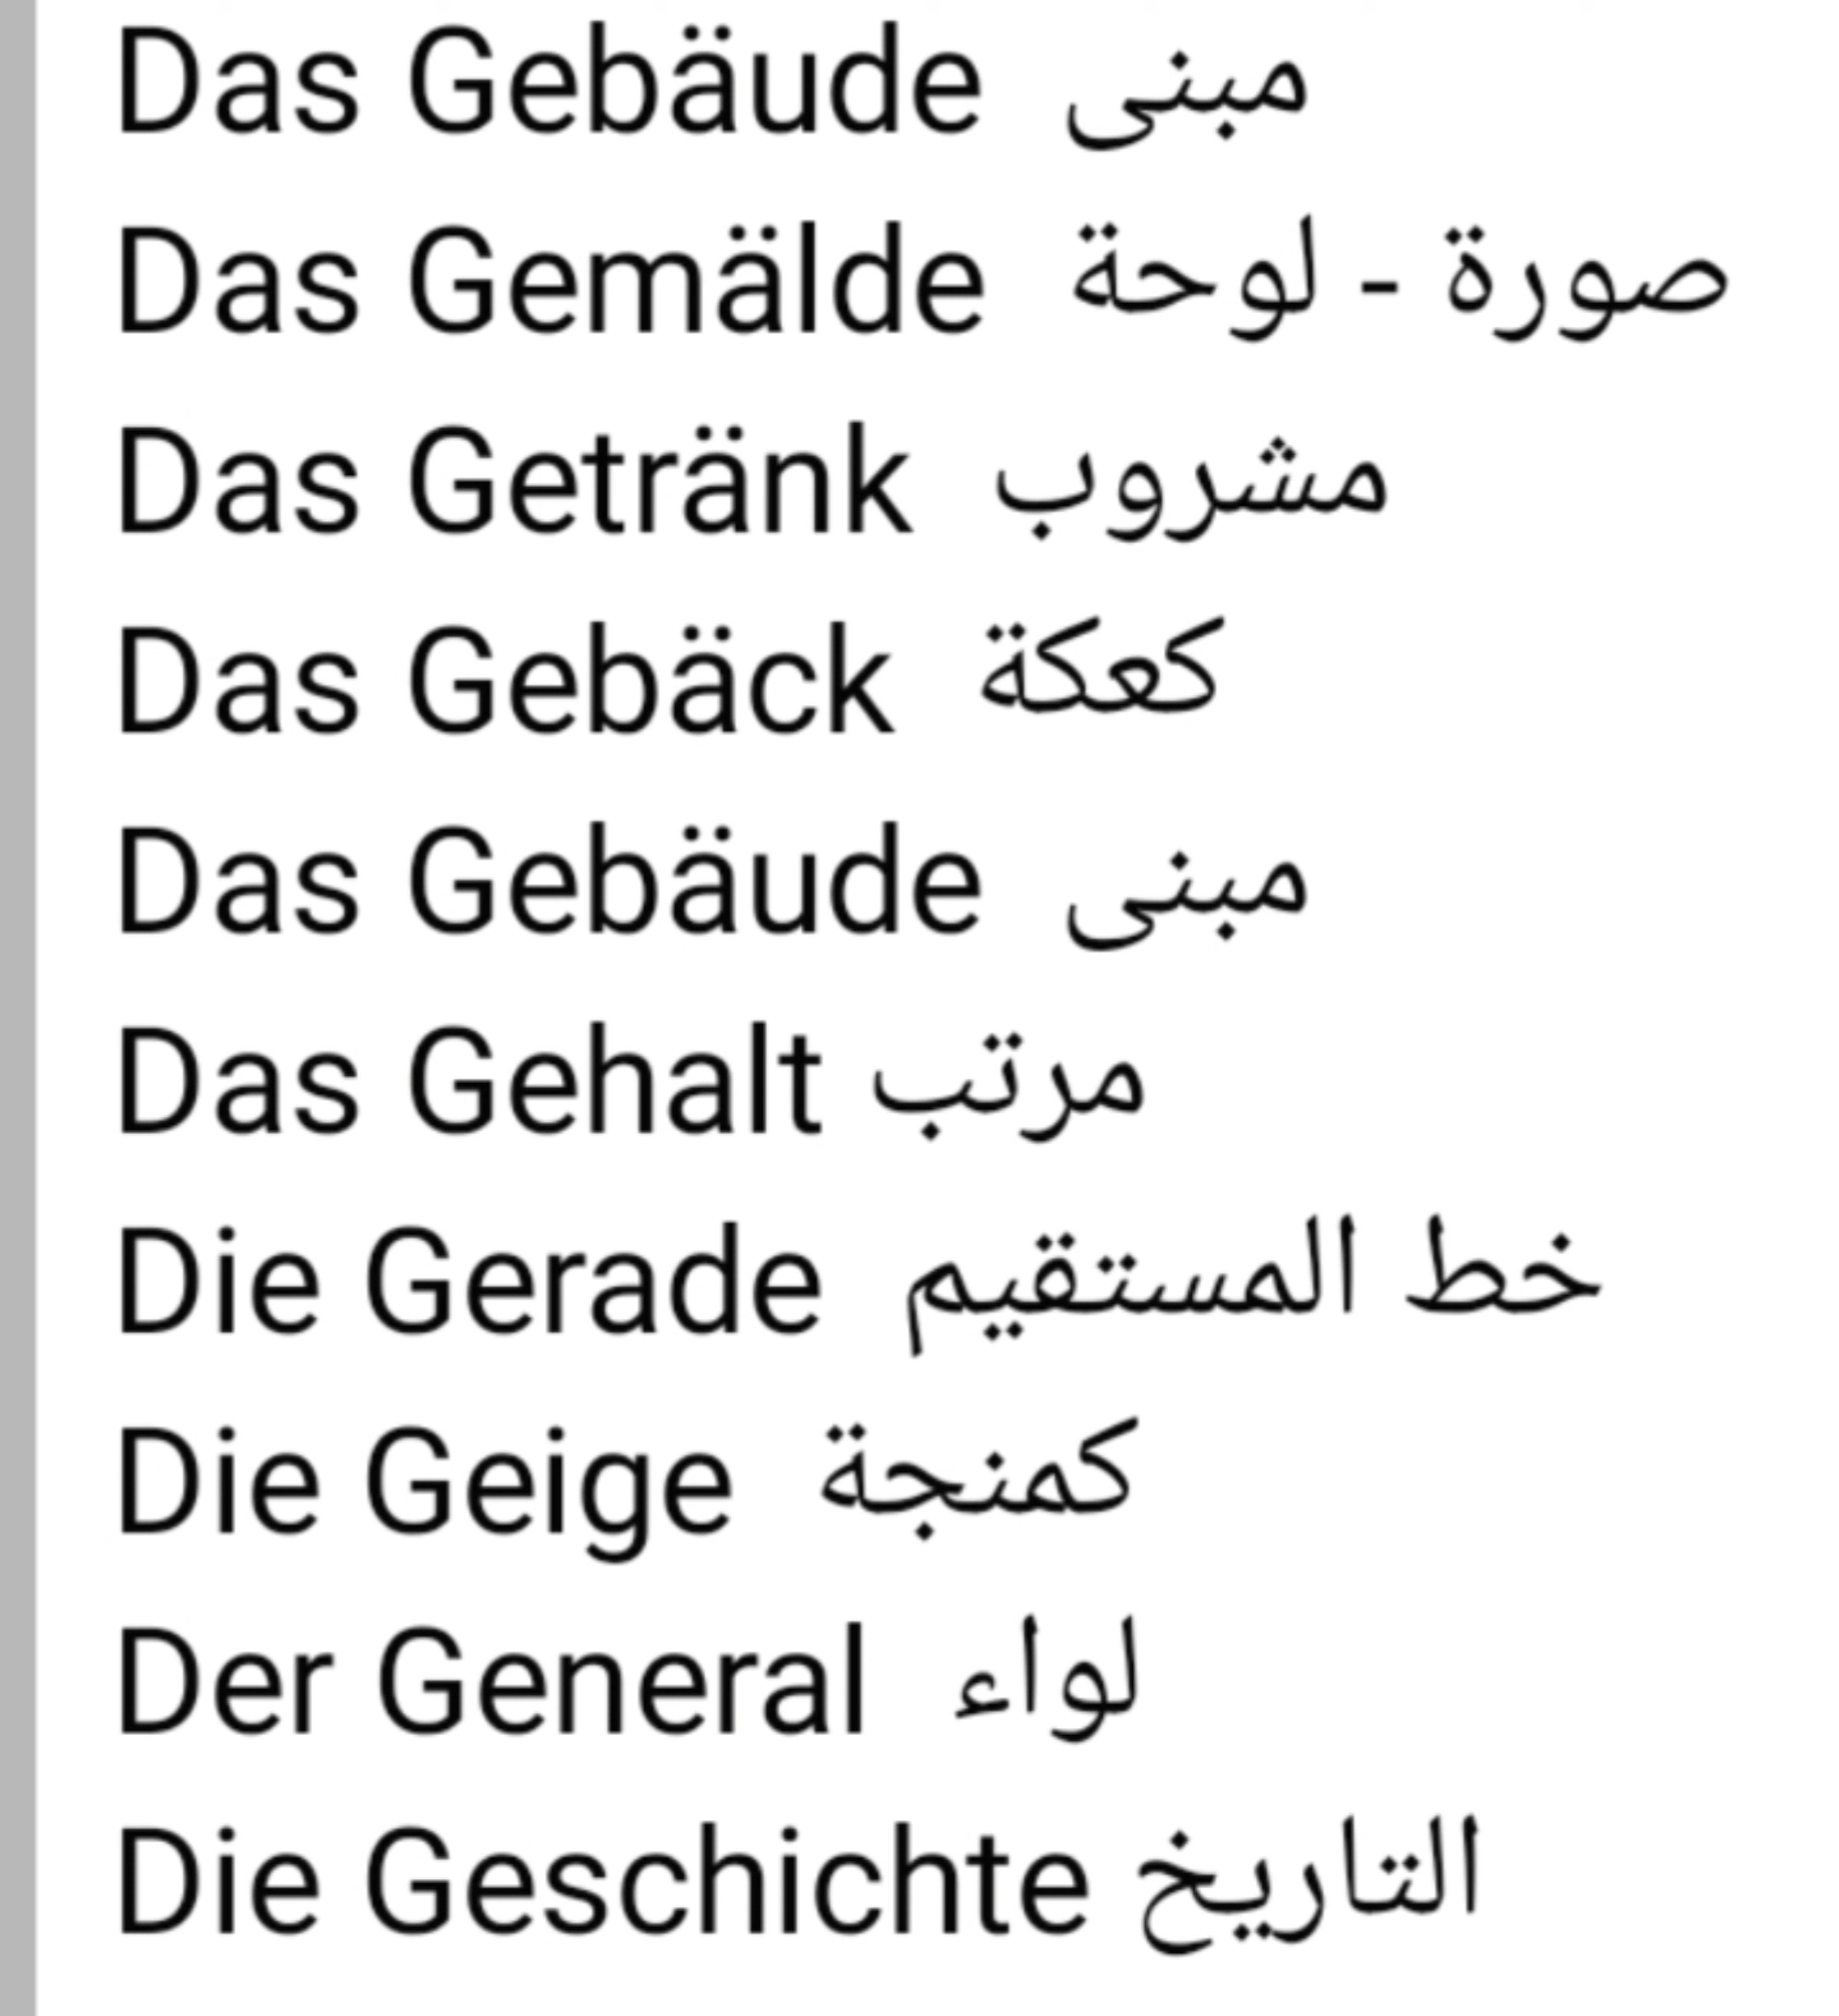 Das Gebäude مبنى
Das Gemälde صورة - لوحة
Das Getränk مشروب
Das Gebäck كعكة
Das Gebäude مبنى
Das Gehalt مرتب
Die Gerade خط المستقيم
Die Geige كمنجة
Der General لواء
Die Geschichte التاريخ